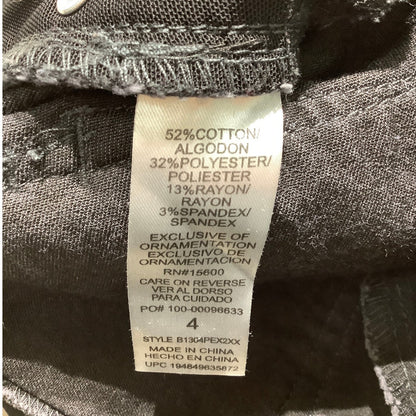 52%COTTON/
ALGODON
32%POLYESTER/
POLIESTER
13%RAYON/
RAYON
3%SPANDEX/
SPANDEX
EXCLUSIVE OF
ORNAMENTATION
EXCLUSIVO DE
ORNAMENTACION
RN#15600
CARE ON REVERSE
VER AL DORSO
PARA CUIDADO
PO# 100-00096633
4
STYLE B1304PEX2XX
MADE IN CHINA
HECHO EN CHINA
UPC 194849635872